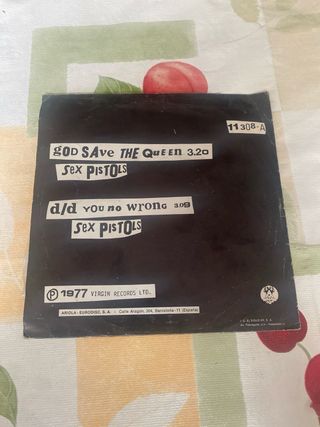 11 308-A
GOD SAVE THE QUEEN 3.20
SEX PISTOLS
d/d YOU NO WRONG 3.09
SEX PISTOLS
Ⓟ 1977 VIRGIN RECORDS LTD.
ARIOLA - EURODISC, S. A. - Calle Aragón, 204, Barcelona - 11 (España)